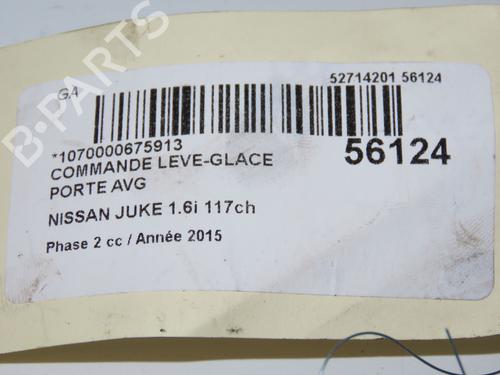 B-PARTS
GA
52714201 56124
*1070000675913
56124
COMMANDE LEVE-GLACE
PORTE AVG
NISSAN JUKE 1.6i 117ch
Phase 2 cc / Année 2015